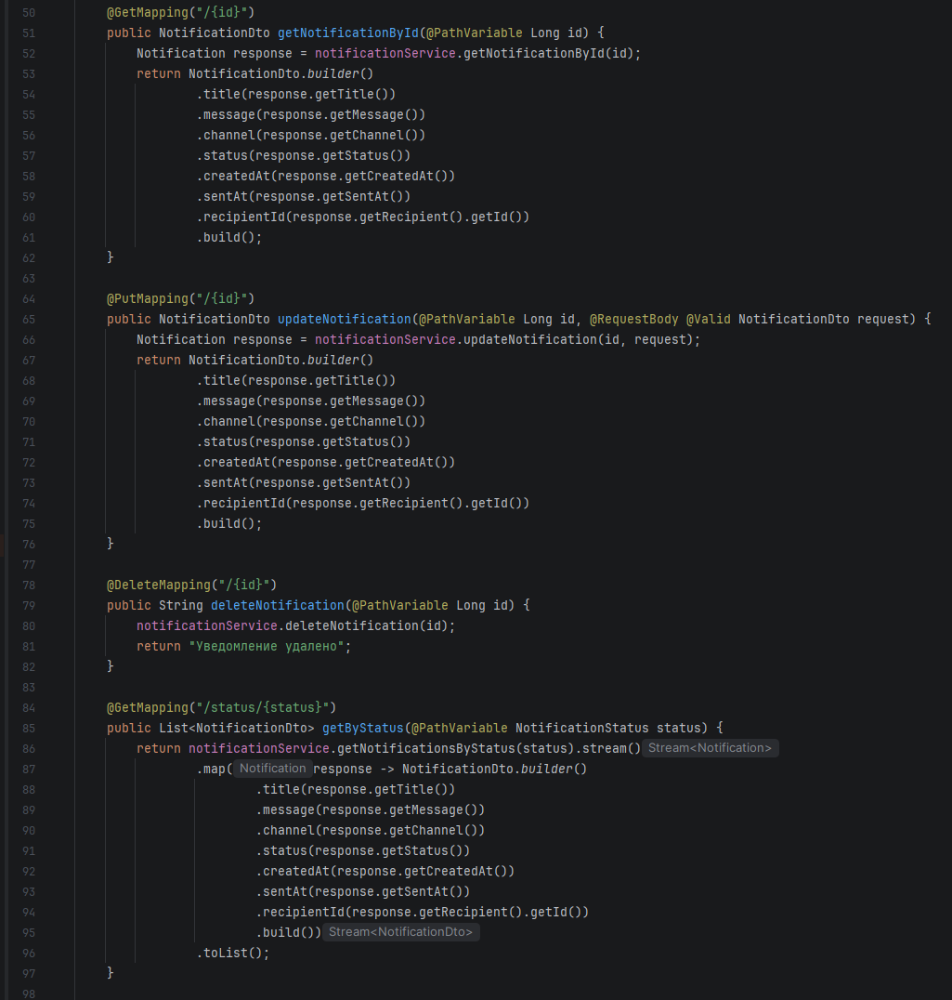 50 @GetMapping("/{id}")
51 public NotificationDto getNotificationById(@PathVariable Long id) {
52 Notification response = notificationService.getNotificationById(id);
53 return NotificationDto.builder()
54 .title(response.getTitle())
55 .message(response.getMessage())
56 .channel(response.getChannel())
57 .status(response.getStatus())
58 .createdAt(response.getCreatedAt())
59 .sentAt(response.getSentAt())
60 .recipientId(response.getRecipient().getId())
61 .build();
62 }
63
64 @PutMapping("/{id}")
65 public NotificationDto updateNotification(@PathVariable Long id, @RequestBody @Valid NotificationDto request) {
66 Notification response = notificationService.updateNotification(id, request);
67 return NotificationDto.builder()
68 .title(response.getTitle())
69 .message(response.getMessage())
70 .channel(response.getChannel())
71 .status(response.getStatus())
72 .createdAt(response.getCreatedAt())
73 .sentAt(response.getSentAt())
74 .recipientId(response.getRecipient().getId())
75 .build();
76 }
77
78 @DeleteMapping("/{id}")
79 public String deleteNotification(@PathVariable Long id) {
80 notificationService.deleteNotification(id);
81 return "Уведомление удалено";
82 }
83
84 @GetMapping("/status/{status}")
85 public List<NotificationDto> getByStatus(@PathVariable NotificationStatus status) {
86 return notificationService.getNotificationsByStatus(status).stream() Stream<Notification>
87 .map( Notification response -> NotificationDto.builder()
88 .title(response.getTitle())
89 .message(response.getMessage())
90 .channel(response.getChannel())
91 .status(response.getStatus())
92 .createdAt(response.getCreatedAt())
93 .sentAt(response.getSentAt())
94 .recipientId(response.getRecipient().getId())
95 .build()) Stream<NotificationDto>
96 .toList();
97 }
98